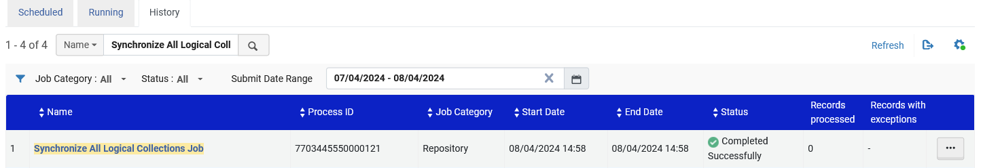 Scheduled Running History
1 - 4 of 4 Name Synchronize All Logical Coll Refresh
Job Category : All Status : All Submit Date Range 07/04/2024 - 08/04/2024
Name Process ID Job Category Start Date End Date Status Records processed Records with exceptions
1 Synchronize All Logical Collections Job 7703445550000121 Repository 08/04/2024 14:58 08/04/2024 14:58 Completed Successfully 0 -